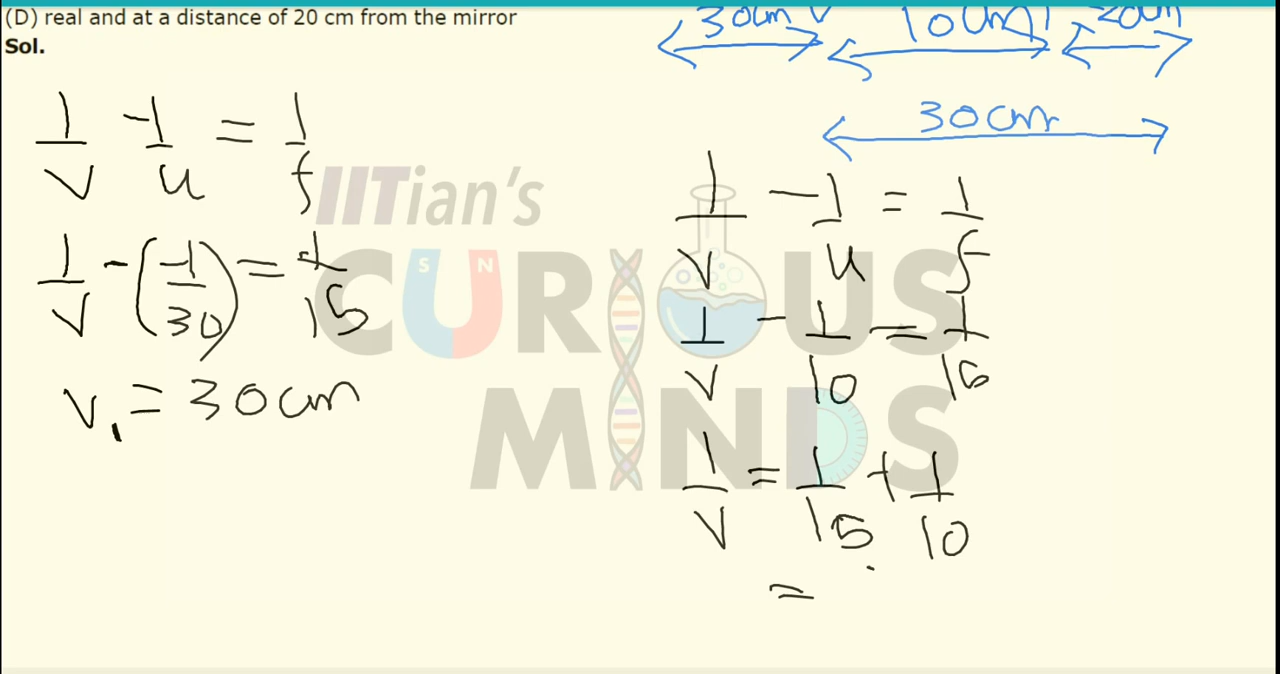 (D) real and at a distance of 20 cm from the mirror
Sol.
30cm 10cm 20cm
30cm
1/v -1/u = 1/f
1/v - (-1/30) = 1/15
v1 = 30cm
1/v - 1/u = 1/f
1/v - 1/10 = 1/15
1/v = 1/15 + 1/10
=
IITian's
CURIOUS
S N
MINDS